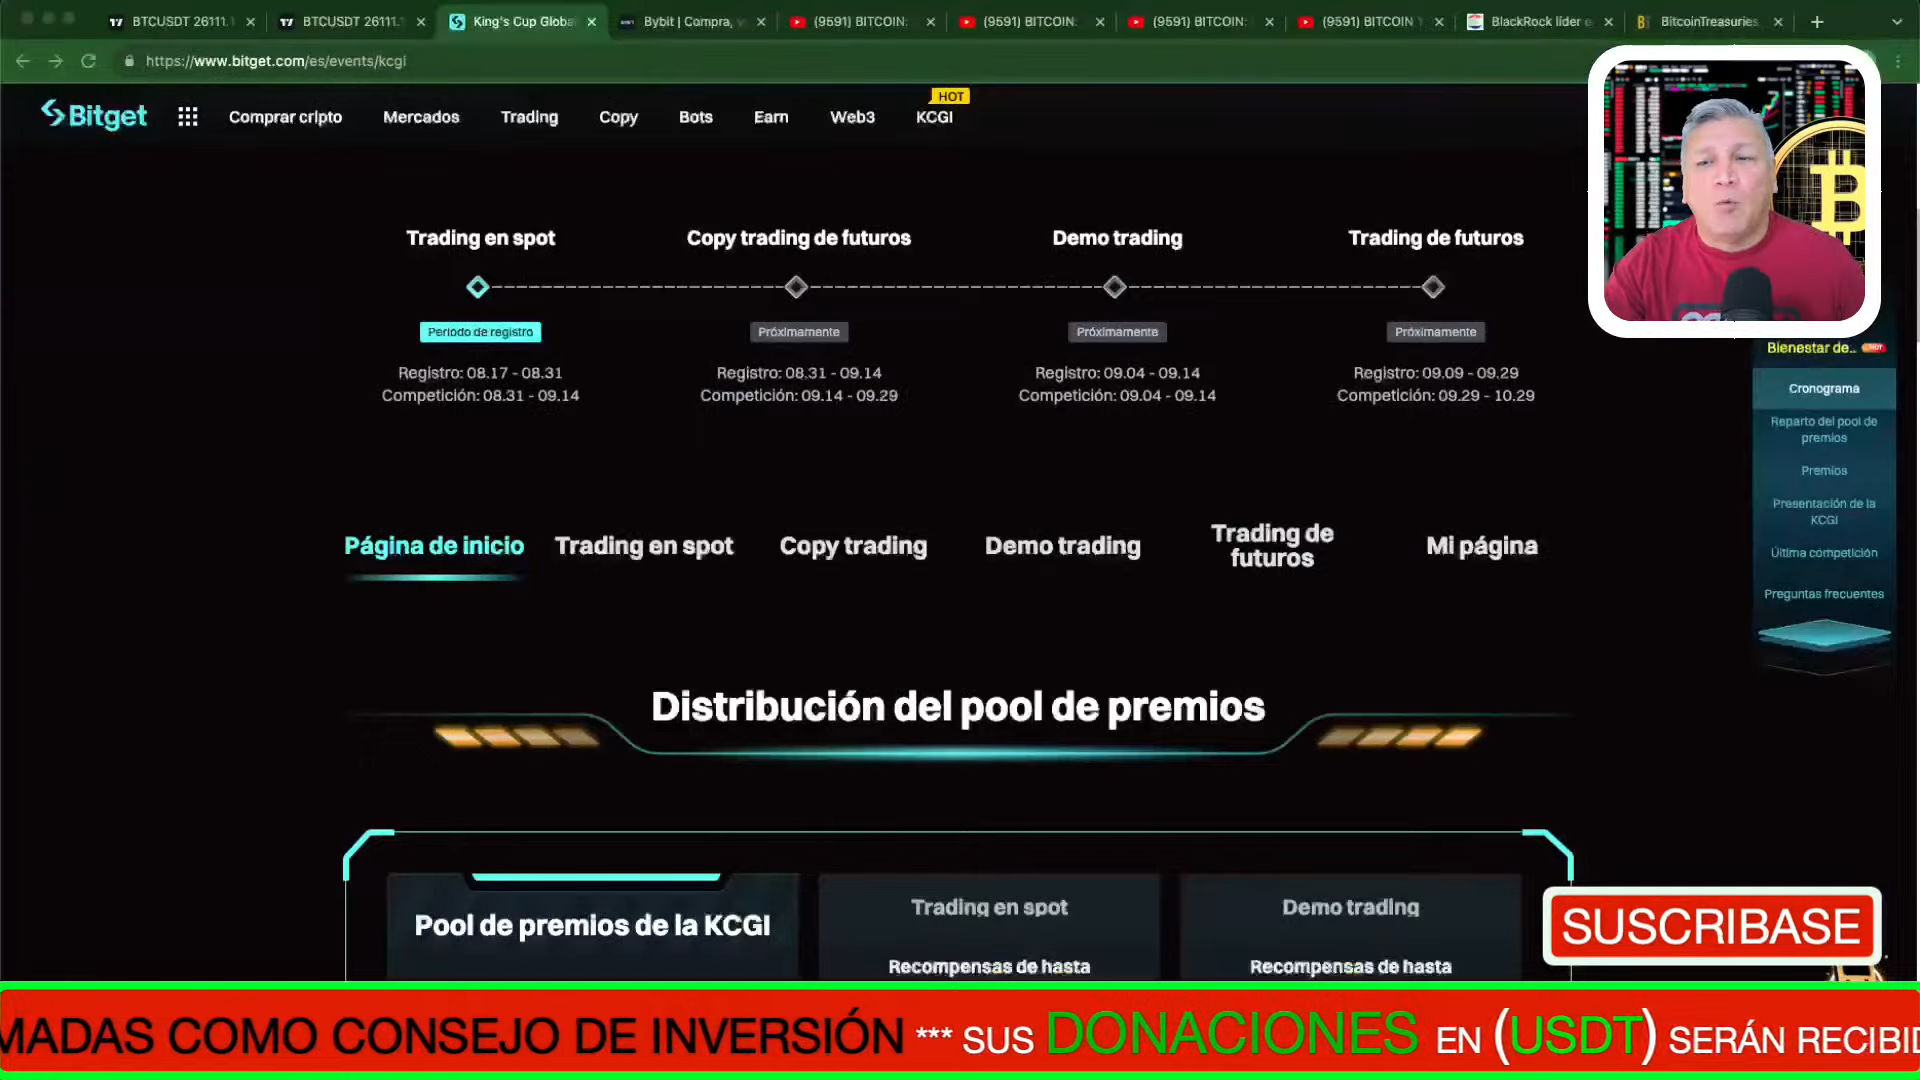 BTCUSDT 26111.
BTCUSDT 26111.
King's Cup Globa
Bybit | Compra, v
(9591) BITCOIN:
(9591) BITCOIN:
(9591) BITCOIN:
(9591) BITCOIN
BlackRock líder e
BitcoinTreasuries
https://www.bitget.com/es/events/kcgi
Bitget
Comprar cripto
Mercados
Trading
Copy
Bots
Earn
Web3
HOT
KCGI
Trading en spot
Copy trading de futuros
Demo trading
Trading de futuros
Periodo de registro
Próximamente
Próximamente
Próximamente
Registro: 08.17 - 08.31
Competición: 08.31 - 09.14
Registro: 08.31 - 09.14
Competición: 09.14 - 09.29
Registro: 09.04 - 09.14
Competición: 09.04 - 09.14
Registro: 09.09 - 09.29
Competición: 09.29 - 10.29
Bienestar de.. HOT
Cronograma
Reparto del pool de
premios
Premios
Presentación de la
KCGI
Última competición
Preguntas frecuentes
Página de inicio
Trading en spot
Copy trading
Demo trading
Trading de
futuros
Mi página
Distribución del pool de premios
Pool de premios de la KCGI
Trading en spot
Recompensas de hasta
Demo trading
Recompensas de hasta
SUSCRIBASE
MADAS COMO CONSEJO DE INVERSIÓN *** SUS DONACIONES EN (USDT) SERÁN RECIBID